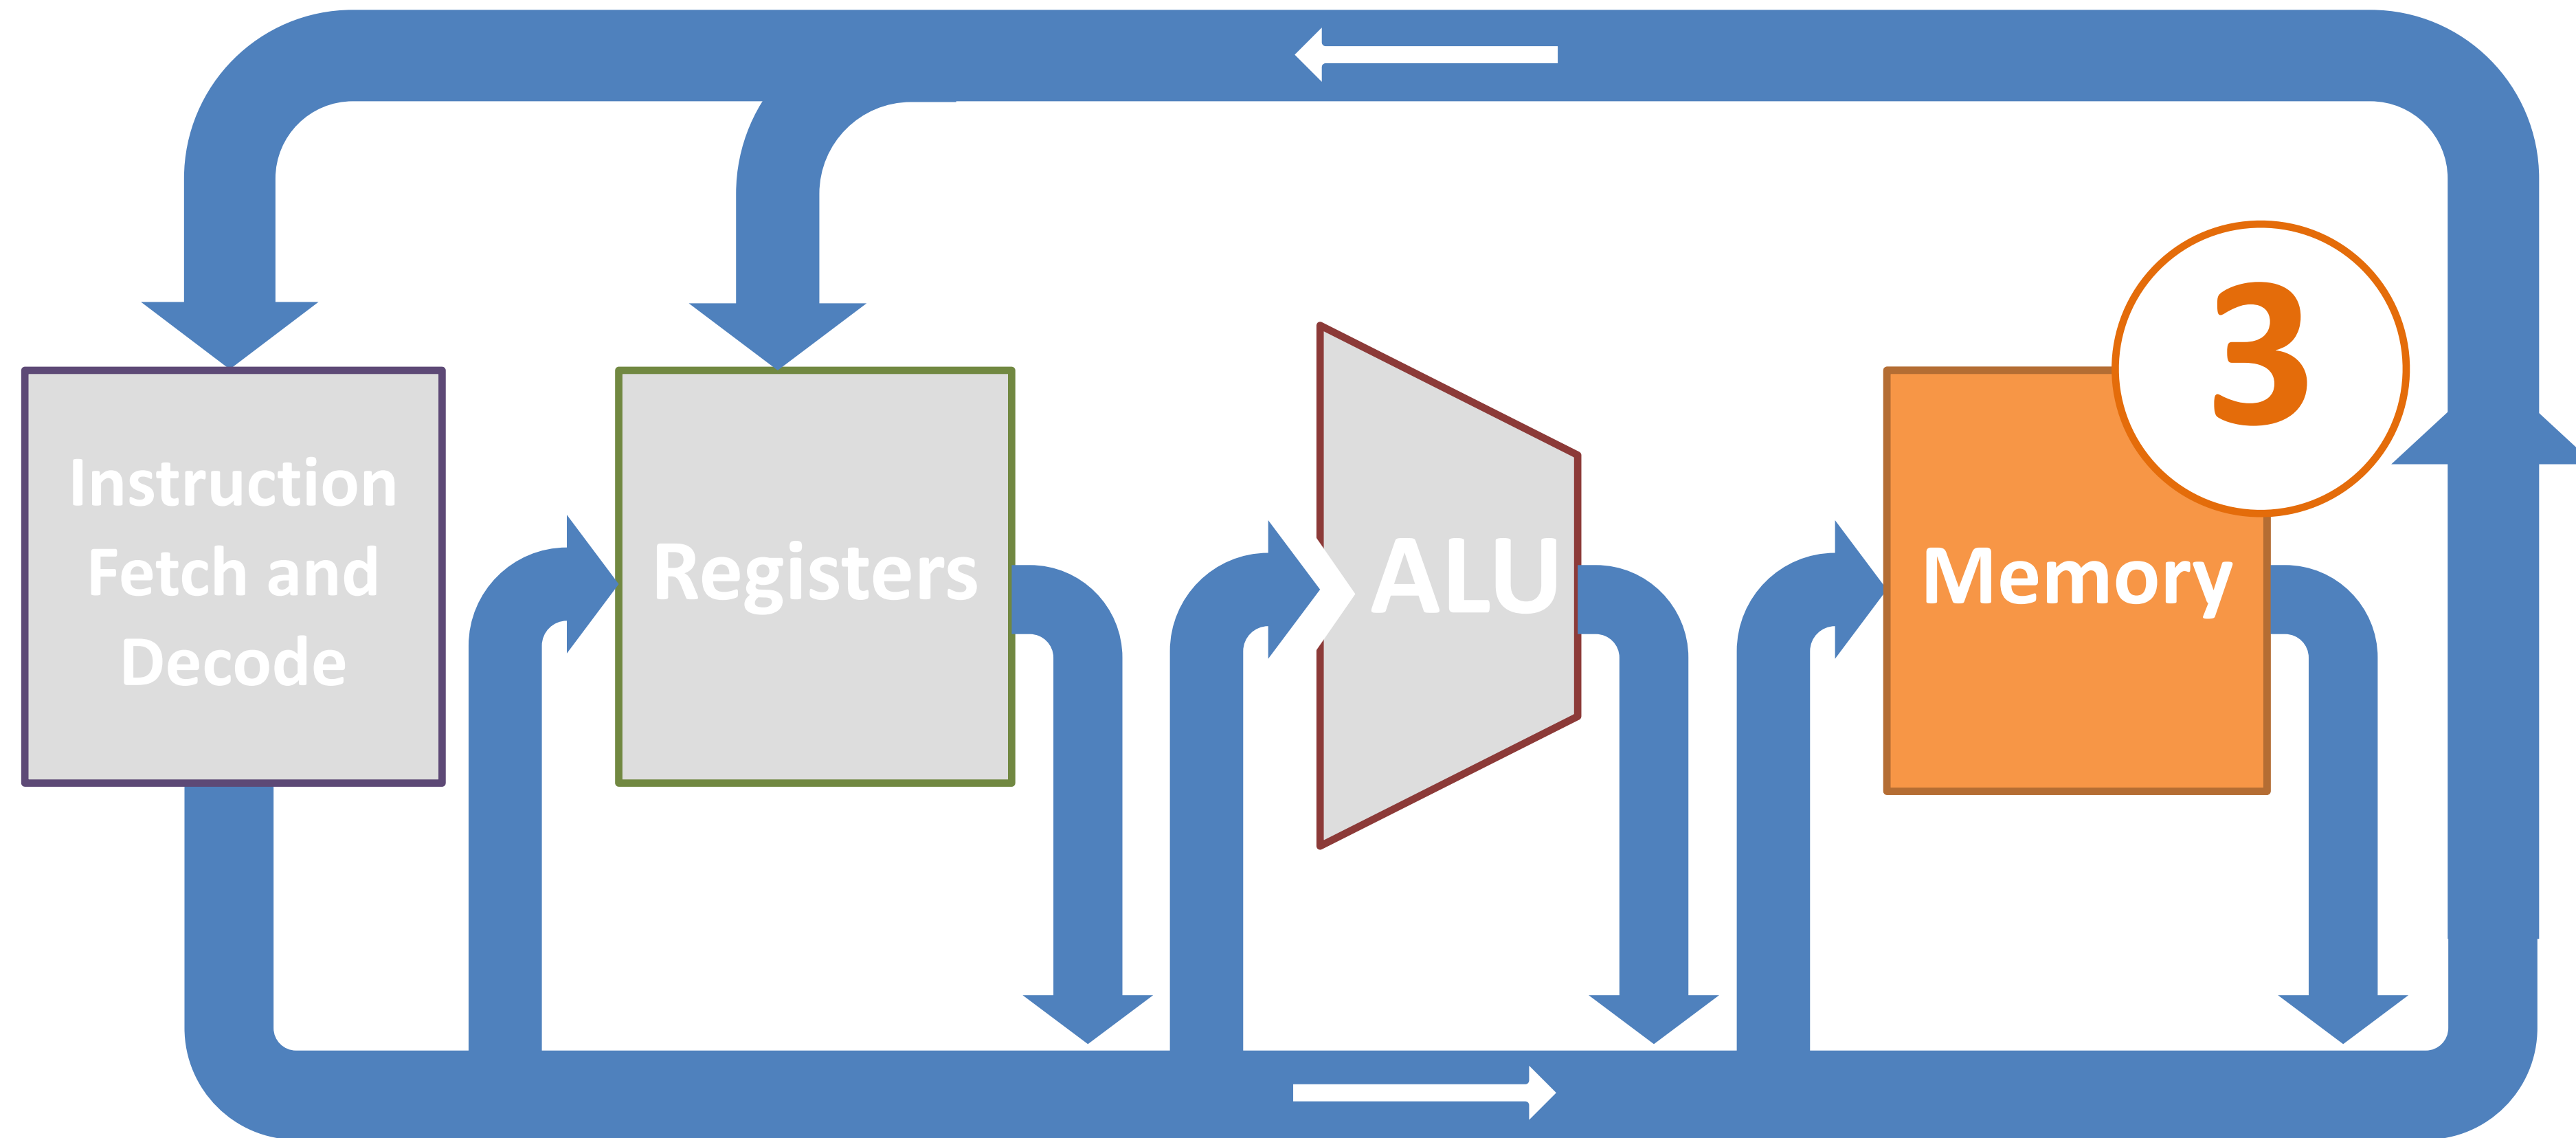 3
Instruction
Fetch and
Decode
Registers
ALU
Memory